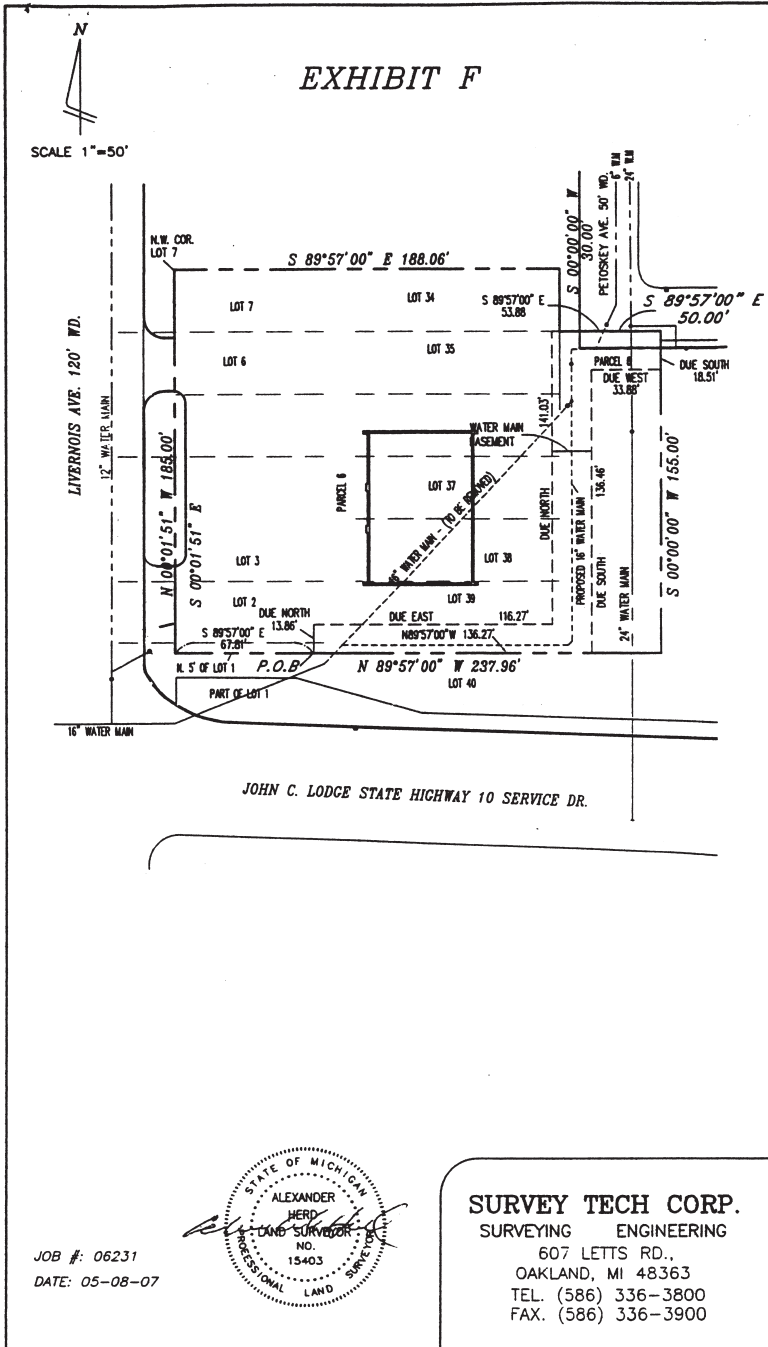 N
EXHIBIT F
SCALE 1"=50'
6" W.M
24" W.M
PETOSKEY AVE. 50' WD.
S 00°00'00" W
30.00'
N.W. COR.
LOT 7
S 89°57'00" E 188.06'
LOT 7
LOT 34
S 89°57'00" E
53.88
S 89°57'00" E
50.00'
LIVERNOIS AVE. 120' WD.
12" WATER MAIN
LOT 6
LOT 35
PARCEL 8
DUE WEST
33.88'
DUE SOUTH
18.51'
141.03'
WATER MAIN
EASEMENT
N 00°01'51" W 185.00'
S 00°01'51" E
PARCEL 6
LOT 37
16" WATER MAIN - (TO BE REMOVED)
DUE NORTH
PROPOSED 16" WATER MAIN
136.46'
DUE SOUTH
24" WATER MAIN
S 00°00'00" W 155.00'
LOT 3
LOT 38
LOT 2
LOT 39
DUE NORTH
13.86'
DUE EAST
116.27'
S 89°57'00" E
67.81'
N89°57'00"W 136.27'
N. 5' OF LOT 1
P.O.B
N 89°57'00" W 237.96'
LOT 40
PART OF LOT 1
16" WATER MAIN
JOHN C. LODGE STATE HIGHWAY 10 SERVICE DR.
STATE OF MICHIGAN
ALEXANDER
HERD
LAND SURVEYOR
NO.
15403
PROFESSIONAL LAND SURVEYOR
JOB #: 06231
DATE: 05-08-07
SURVEY TECH CORP.
SURVEYING ENGINEERING
607 LETTS RD.,
OAKLAND, MI 48363
TEL. (586) 336-3800
FAX. (586) 336-3900